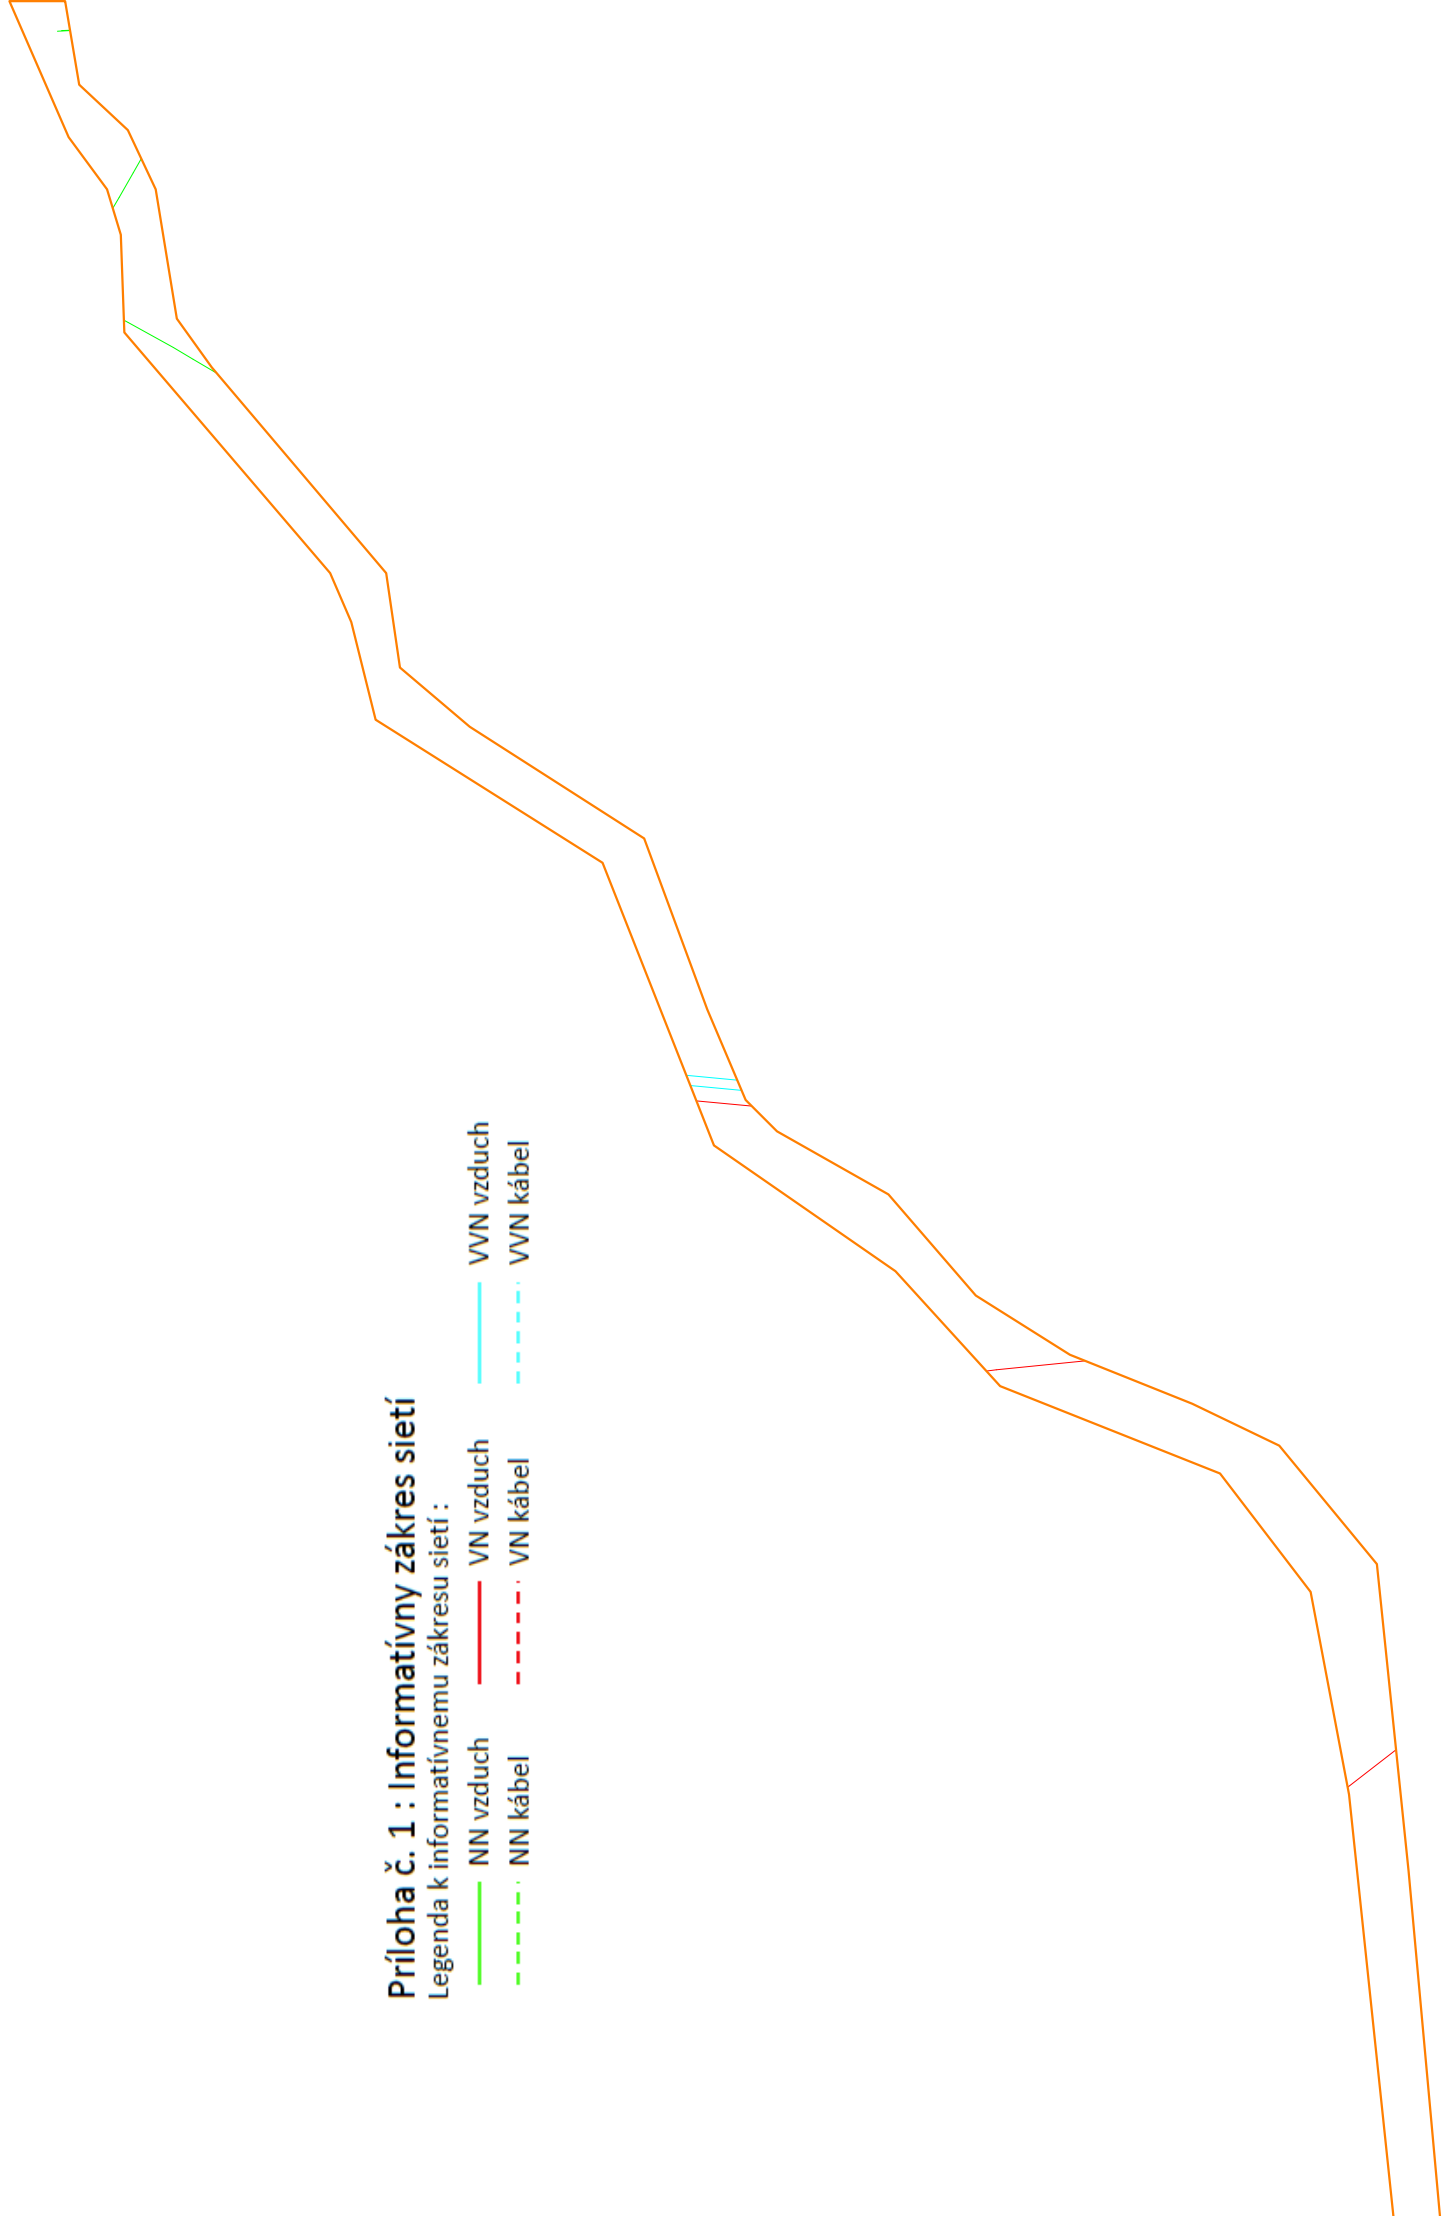 Príloha č. 1 : Informatívny zákres sietí
Legenda k informatívnemu zákresu sietí :
NN vzduch VN vzduch VVN vzduch
NN kábel VN kábel VVN kábel